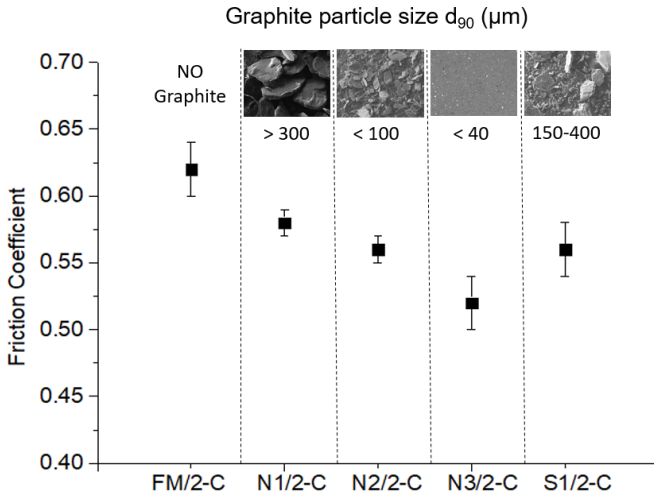 Graphite particle size d₉₀ (µm)
NO
Graphite
> 300
< 100
< 40
150-400
0.70
0.65
0.60
0.55
0.50
0.45
0.40
Friction Coefficient
FM/2-C
N1/2-C
N2/2-C
N3/2-C
S1/2-C